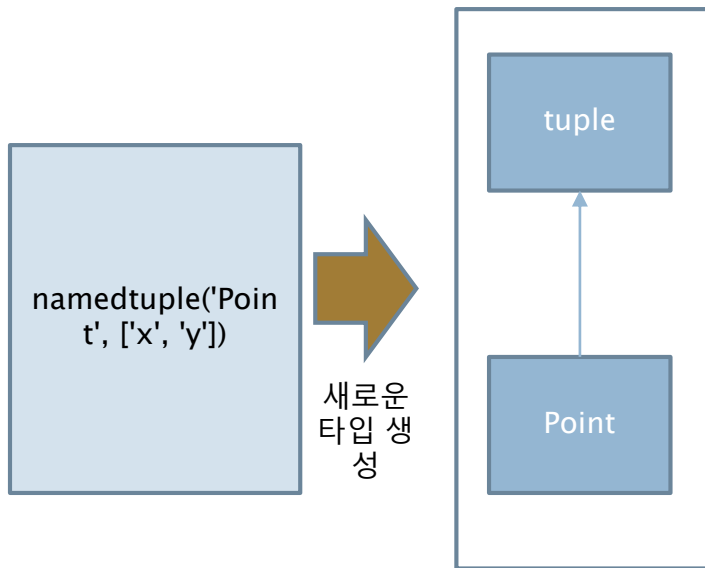 namedtuple('Poin
t', ['x', 'y'])
새로운
타입 생
성
tuple
Point